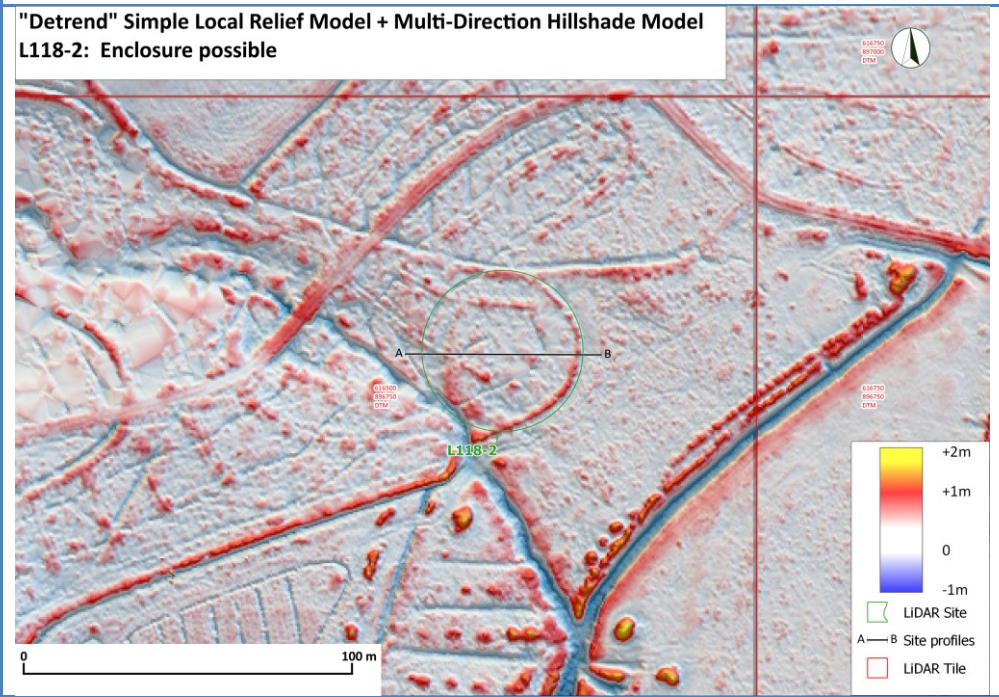 "Detrend" Simple Local Relief Model + Multi-Direction Hillshade Model
L118-2: Enclosure possible
616750
897000
DTM
A
B
616500
896750
DTM
616750
896750
DTM
L118-2
+2m
+1m
0
-1m
LiDAR Site
A B Site profiles
LiDAR Tile
0 100 m